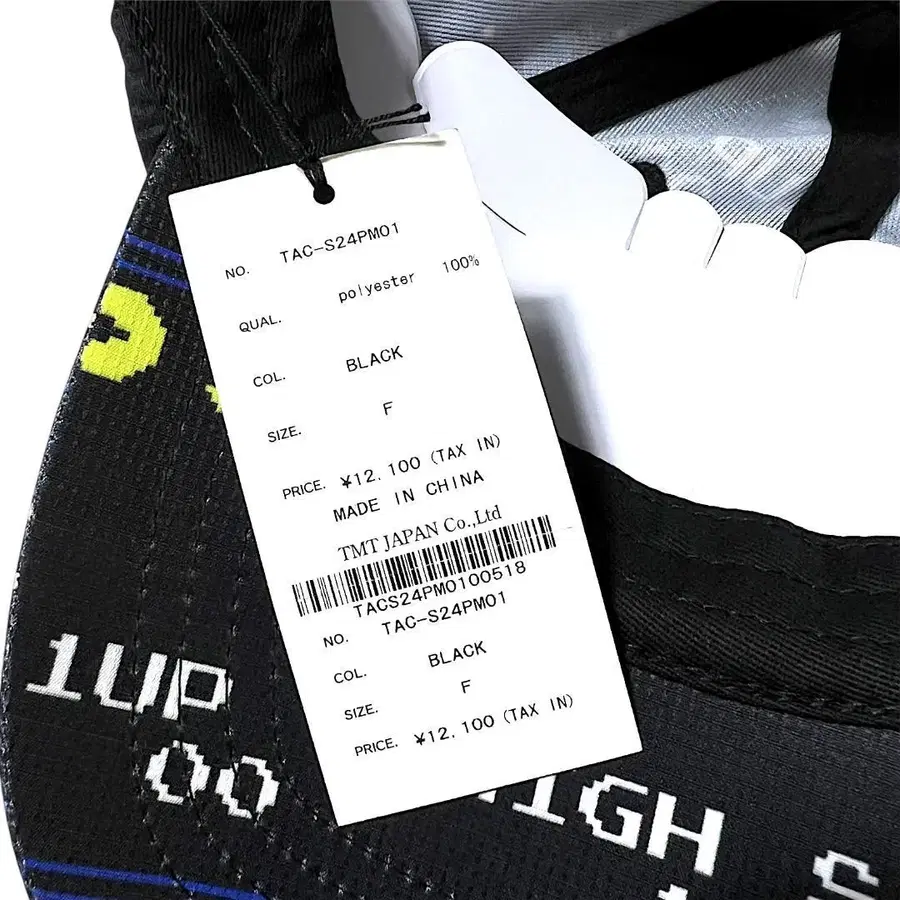 NO. TAC-S24PM01
QUAL. polyester 100%
COL. BLACK
SIZE. F
PRICE. ¥12.100 (TAX IN)
MADE IN CHINA
TMT JAPAN Co.,Ltd
TACS24PM0100518
NO. TAC-S24PM01
COL. BLACK
SIZE. F
PRICE. ¥12.100 (TAX IN)
1UP
00
HIGH